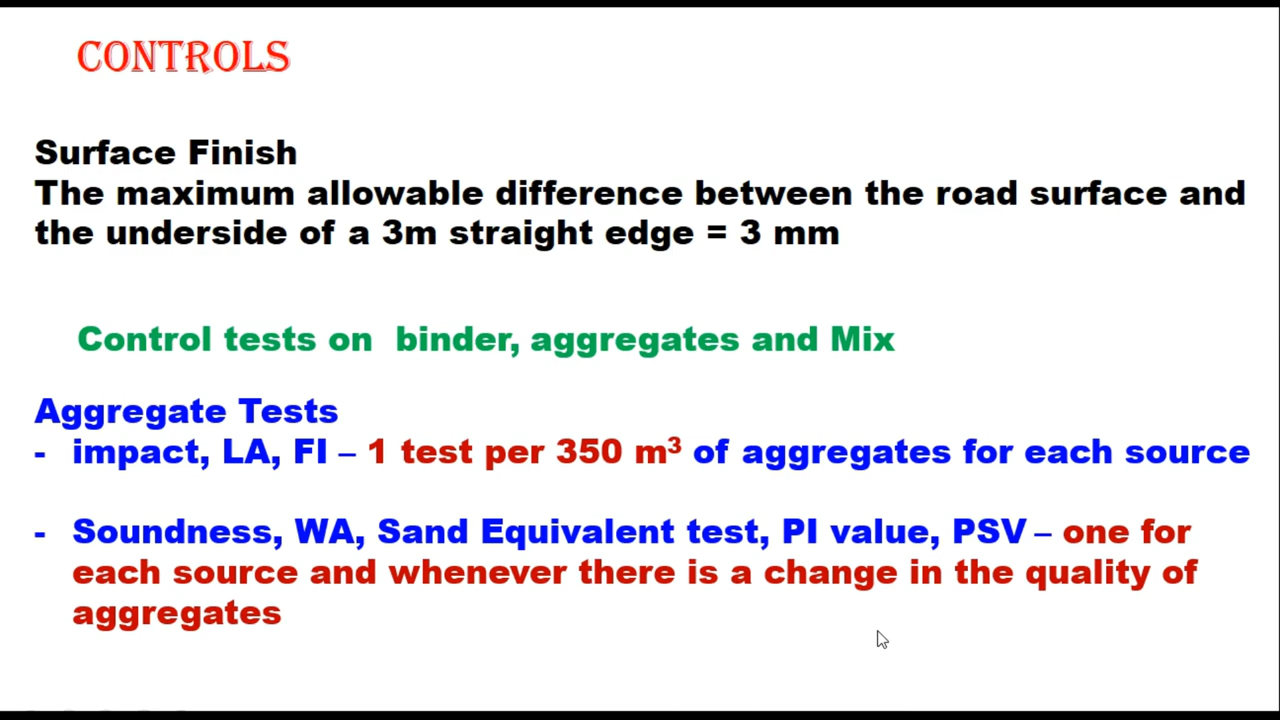 CONTROLS
Surface Finish
The maximum allowable difference between the road surface and
the underside of a 3m straight edge = 3 mm
Control tests on binder, aggregates and Mix
Aggregate Tests
- impact, LA, FI – 1 test per 350 m³ of aggregates for each source
- Soundness, WA, Sand Equivalent test, PI value, PSV – one for
each source and whenever there is a change in the quality of
aggregates